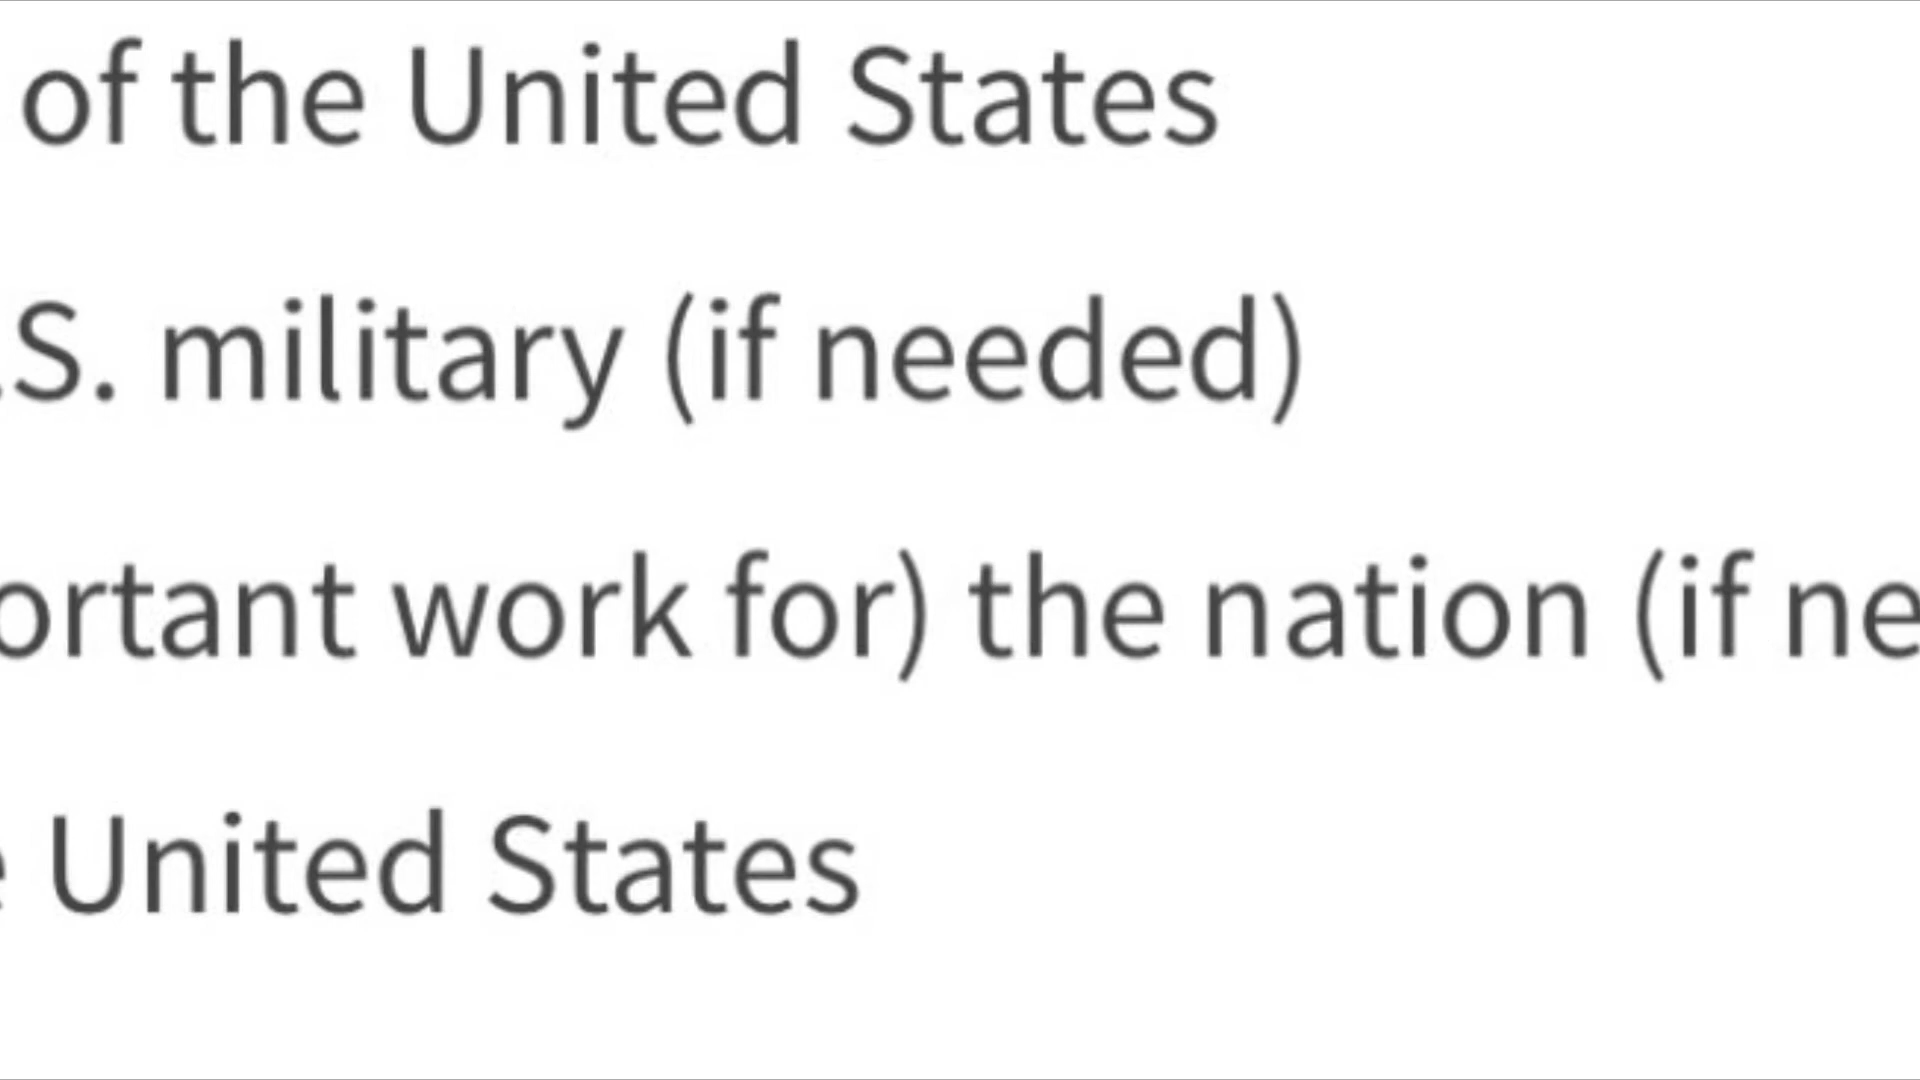 of the United States
.S. military (if needed)
ortant work for) the nation (if ne
United States